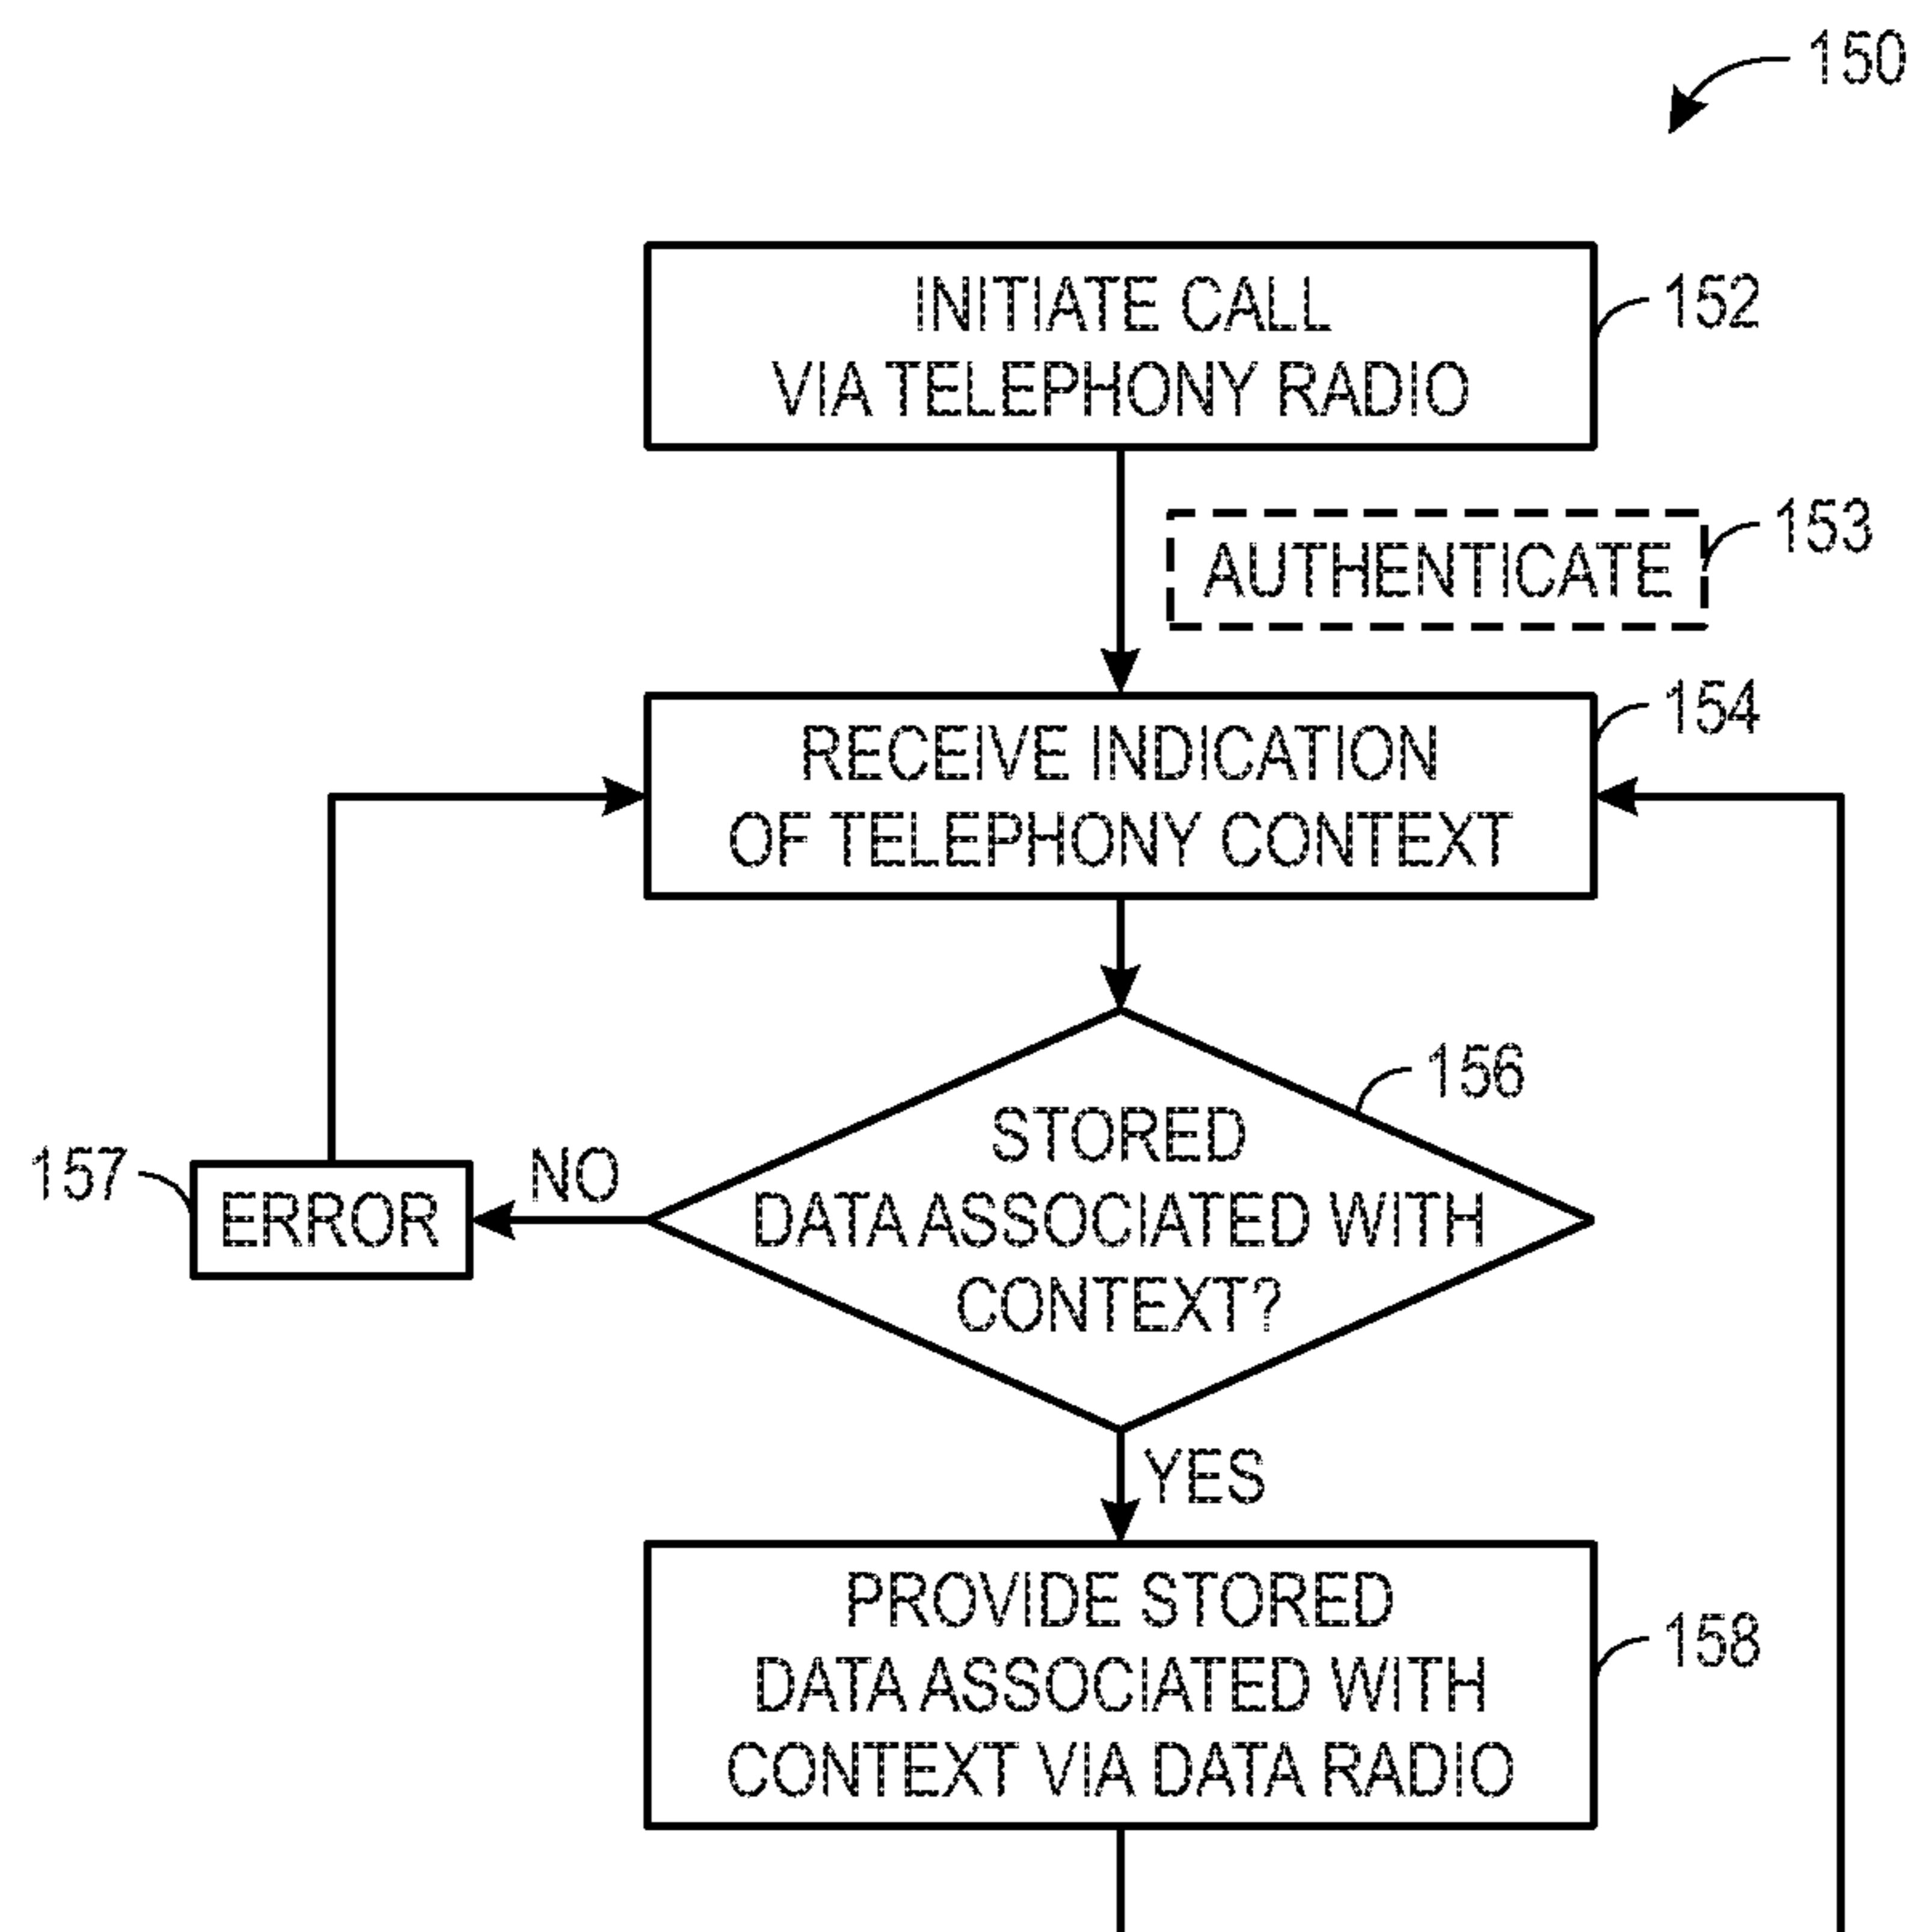 150
INITIATE CALL
VIA TELEPHONY RADIO
152
AUTHENTICATE
153
RECEIVE INDICATION
OF TELEPHONY CONTEXT
154
STORED
DATA ASSOCIATED WITH
CONTEXT?
156
NO
157
ERROR
YES
PROVIDE STORED
DATA ASSOCIATED WITH
CONTEXT VIA DATA RADIO
158